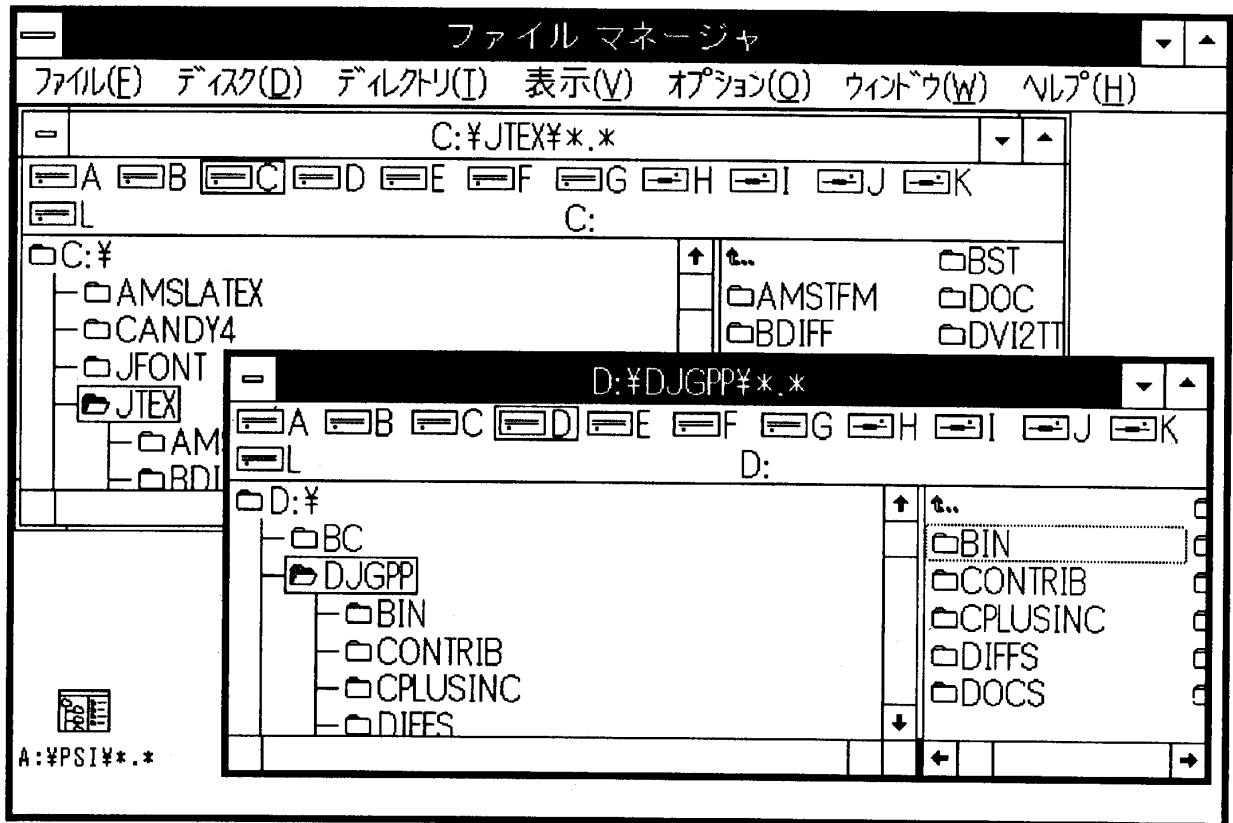 ファイル マネージャ
ファイル(F) ディスク(D) ディレクトリ(T) 表示(V) オプション(O) ウィンドウ(W) ヘルプ(H)
C:¥JTEX¥*.*
A B C D E F G H I J K
L C:
C:¥
AMSLATEX
CANDY4
JFONT
JTEX
AM
BDI
t.. BST
AMSTFM DOC
BDIFF DVI2TT
D:¥DJGPP¥*.*
A B C D E F G H I J K
L D:
D:¥
BC
DJGPP
BIN
CONTRIB
CPLUSINC
DIFFS
t..
BIN
CONTRIB
CPLUSINC
DIFFS
DOCS
A:¥PSI¥*.*